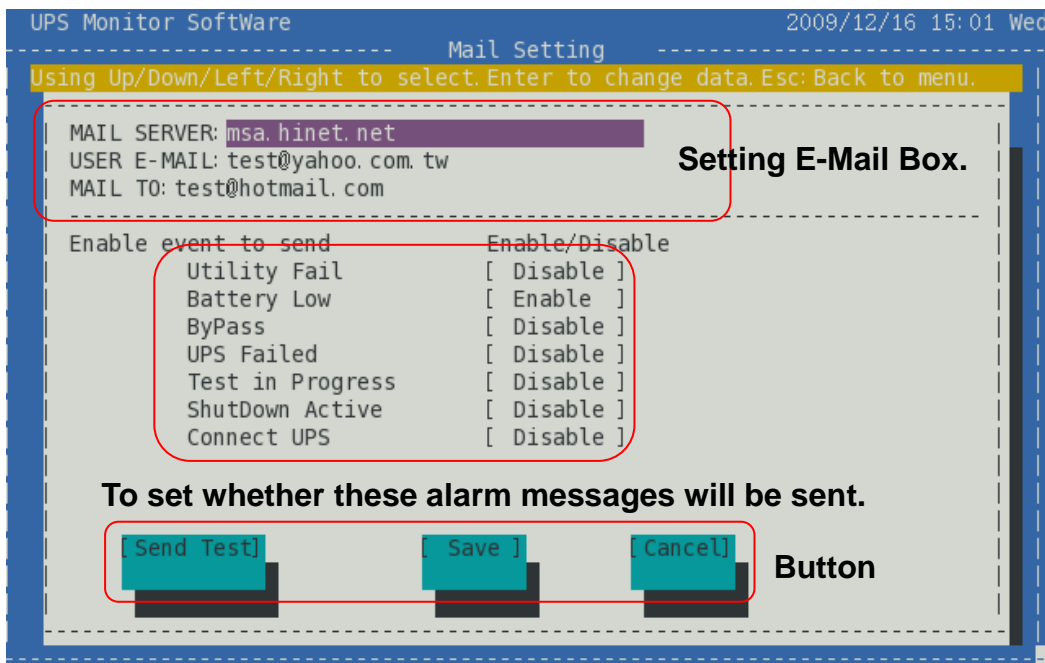 UPS Monitor SoftWare 2009/12/16 15:01 Wed
Mail Setting
Using Up/Down/Left/Right to select.Enter to change data.Esc:Back to menu.
MAIL SERVER: msa.hinet.net
USER E-MAIL: test@yahoo.com.tw
Setting E-Mail Box.
MAIL TO: test@hotmail.com
Enable event to send Enable/Disable
Utility Fail [ Disable ]
Battery Low [ Enable ]
ByPass [ Disable ]
UPS Failed [ Disable ]
Test in Progress [ Disable ]
ShutDown Active [ Disable ]
Connect UPS [ Disable ]
To set whether these alarm messages will be sent.
[Send Test] [ Save ] [Cancel]
Button